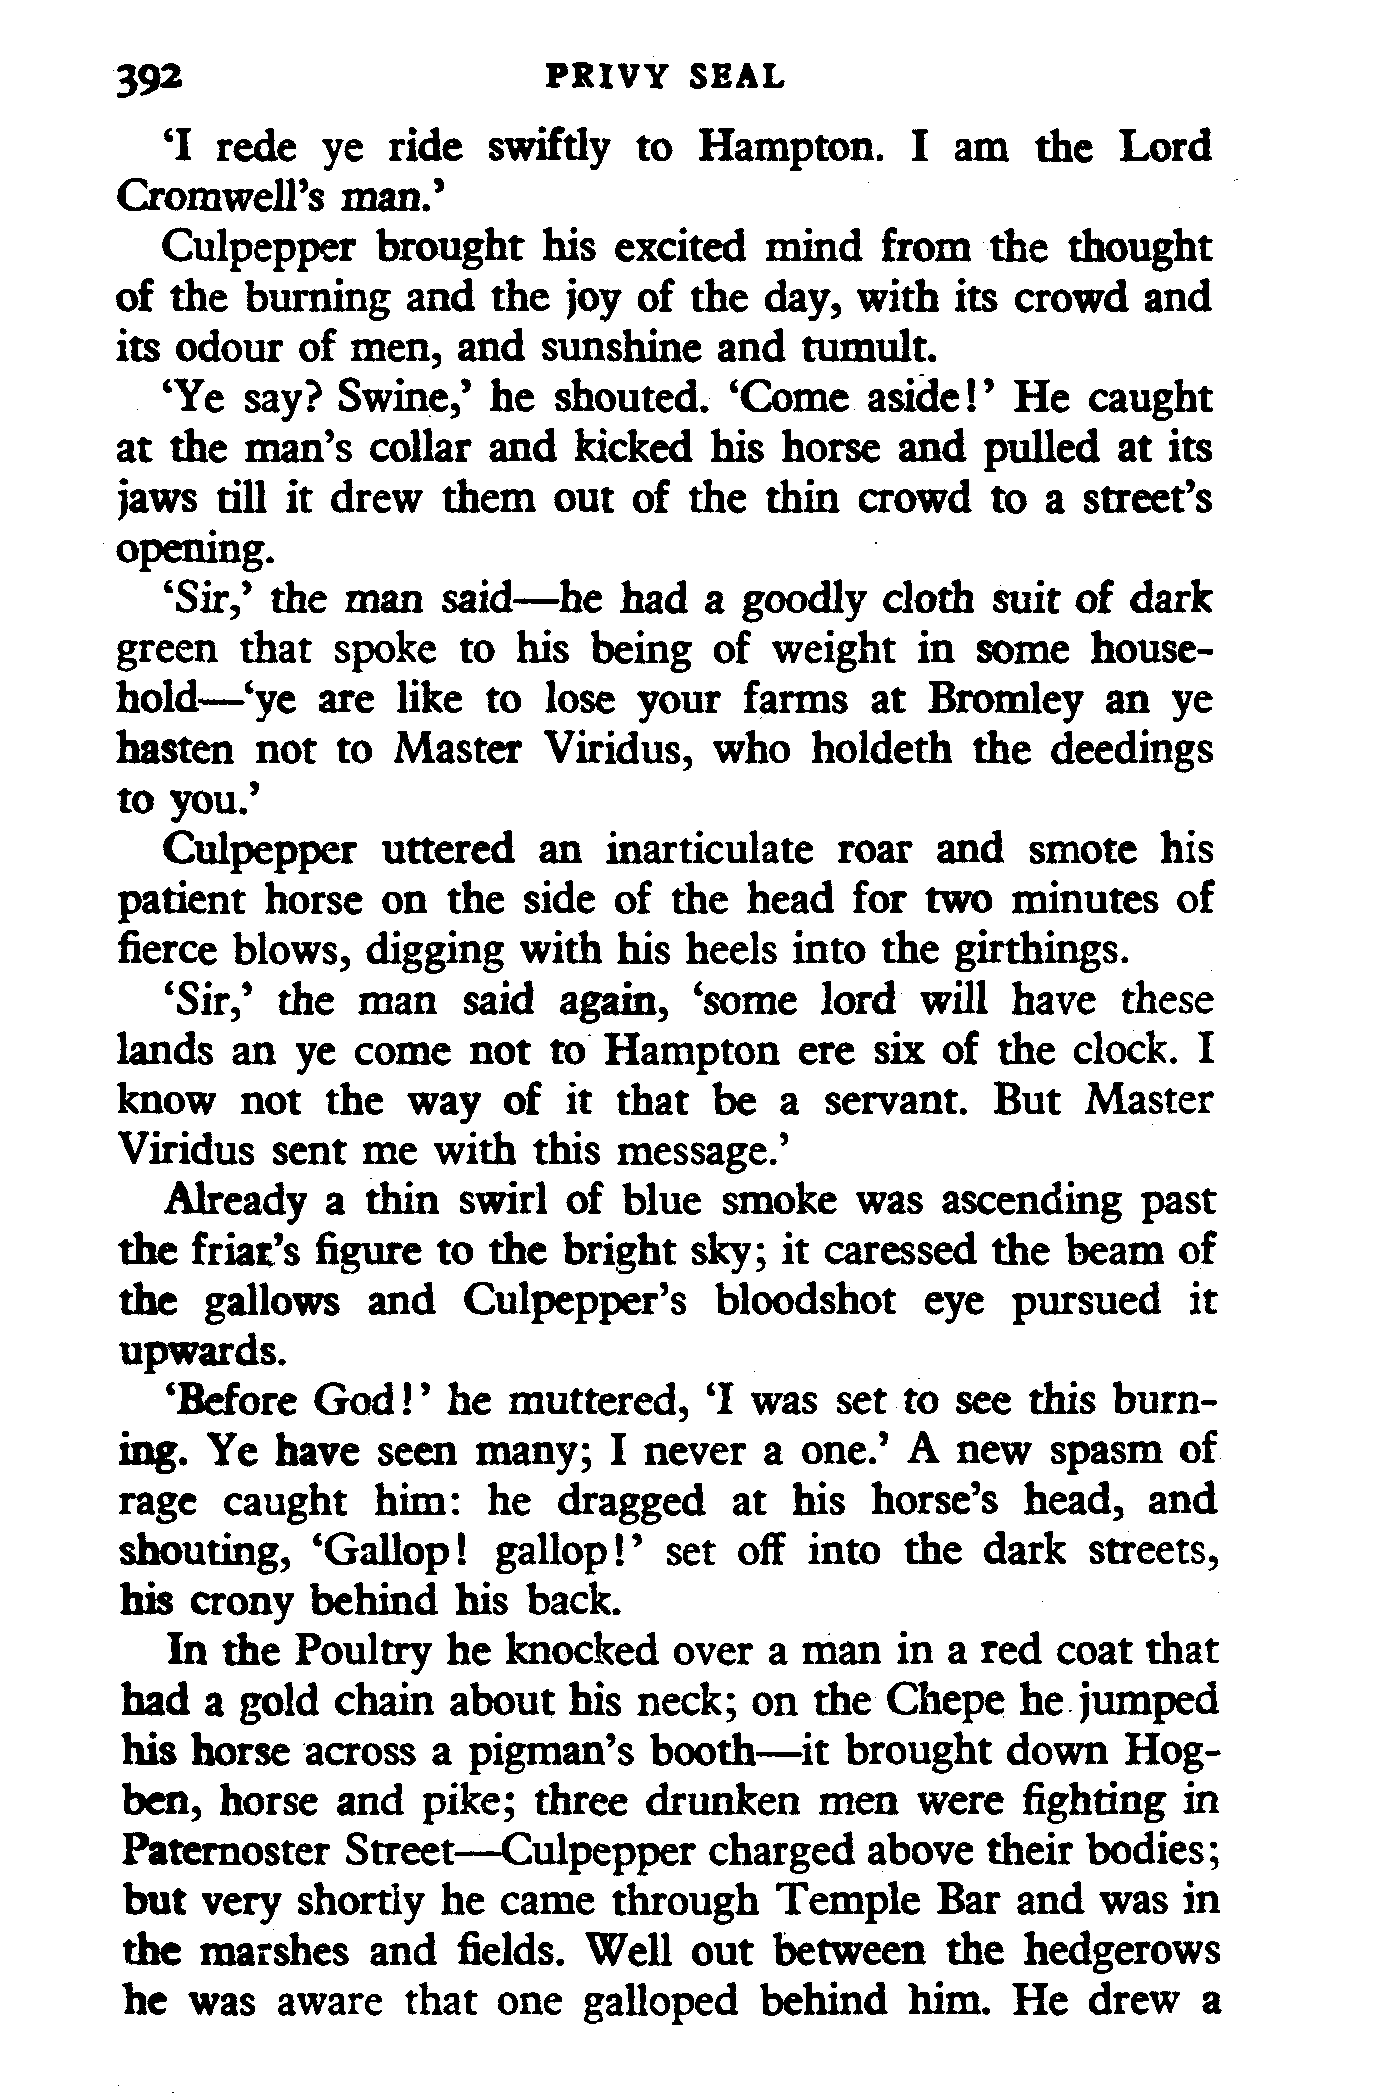 392 PRIVY SEAL
‘I rede ye ride swiftly to Hampton. I am the Lord
Cromwell’s man.’
Culpepper brought his excited mind from the thought
of the burning and the joy of the day, with its crowd and
its odour of men, and sunshine and tumult.
‘Ye say? Swine,’ he shouted. ‘Come aside!’ He caught
at the man’s collar and kicked his horse and pulled at its
jaws till it drew them out of the thin crowd to a street’s
opening.
‘Sir,’ the man said—he had a goodly cloth suit of dark
green that spoke to his being of weight in some house-
hold—‘ye are like to lose your farms at Bromley an ye
hasten not to Master Viridus, who holdeth the deedings
to you.’
Culpepper uttered an inarticulate roar and smote his
patient horse on the side of the head for two minutes of
fierce blows, digging with his heels into the girthings.
‘Sir,’ the man said again, ‘some lord will have these
lands an ye come not to Hampton ere six of the clock. I
know not the way of it that be a servant. But Master
Viridus sent me with this message.’
Already a thin swirl of blue smoke was ascending past
the friar’s figure to the bright sky; it caressed the beam of
the gallows and Culpepper’s bloodshot eye pursued it
upwards.
‘Before God!’ he muttered, ‘I was set to see this burn-
ing. Ye have seen many; I never a one.’ A new spasm of
rage caught him: he dragged at his horse’s head, and
shouting, ‘Gallop! gallop!’ set off into the dark streets,
his crony behind his back.
In the Poultry he knocked over a man in a red coat that
had a gold chain about his neck; on the Chepe he jumped
his horse across a pigman’s booth—it brought down Hog-
ben, horse and pike; three drunken men were fighting in
Paternoster Street—Culpepper charged above their bodies;
but very shortly he came through Temple Bar and was in
the marshes and fields. Well out between the hedgerows
he was aware that one galloped behind him. He drew a